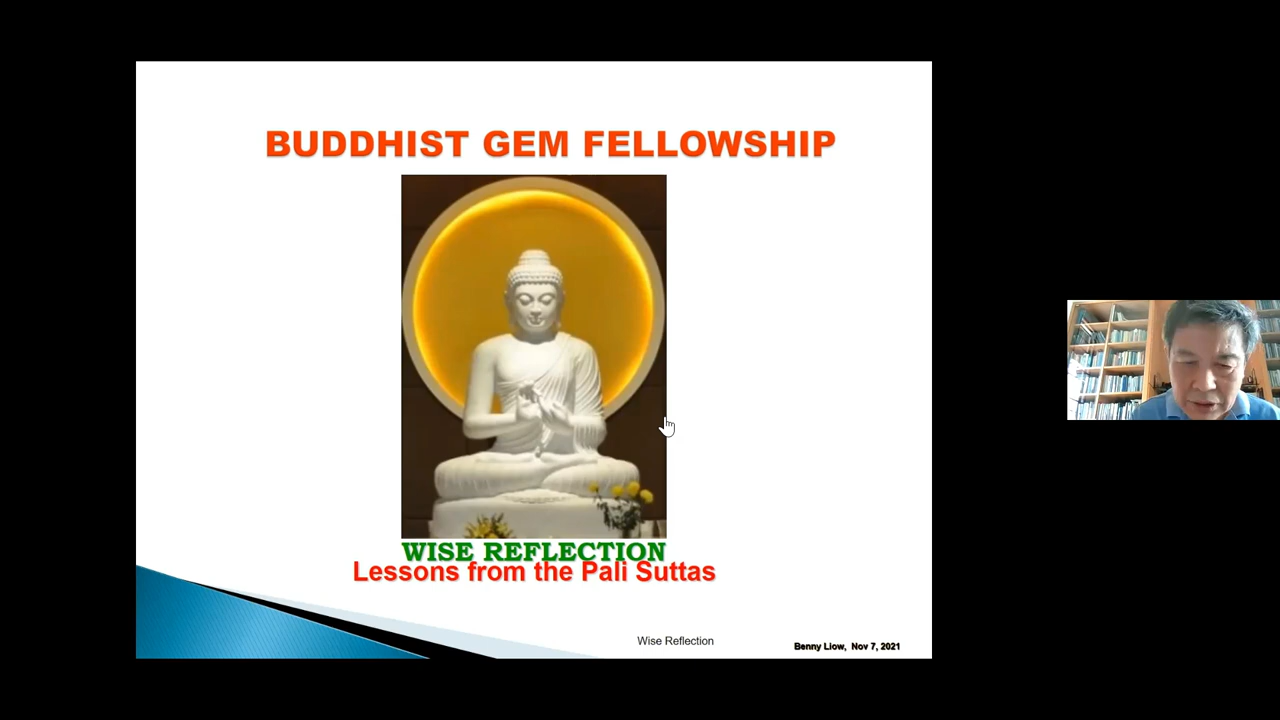 BUDDHIST GEM FELLOWSHIP
WISE REFLECTION
Lessons from the Pali Suttas
Wise Reflection
Benny Liow, Nov 7, 2021